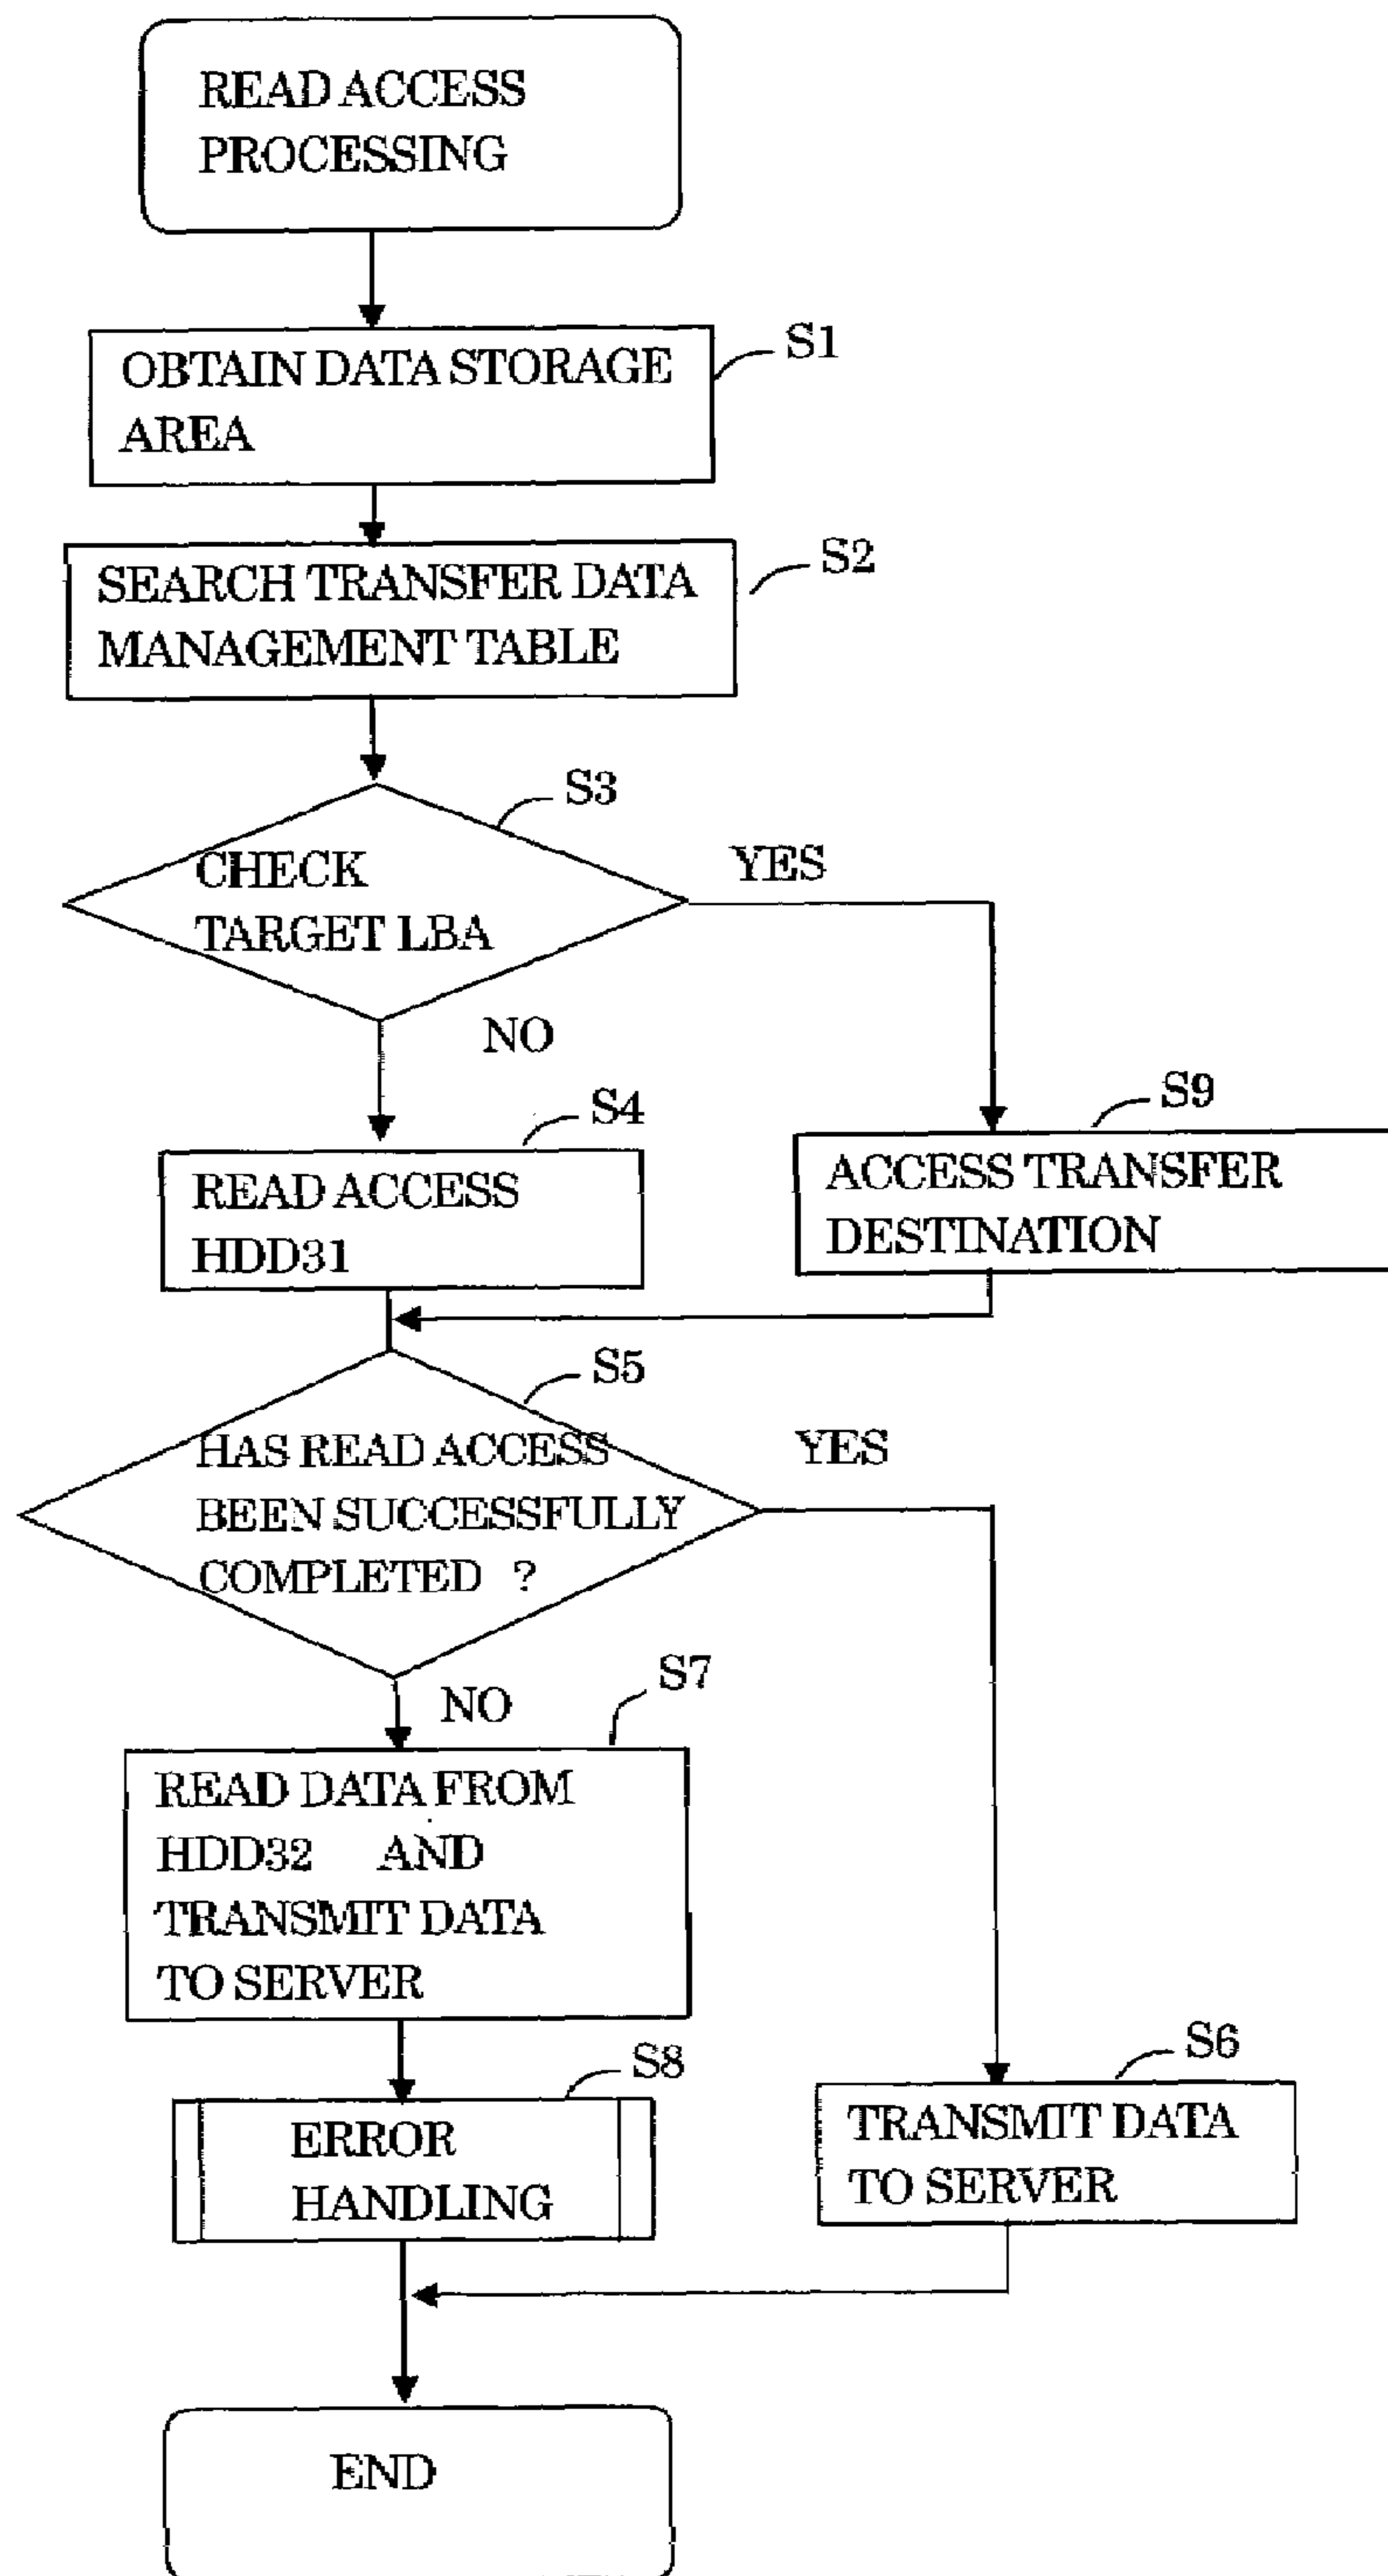 READ ACCESS
PROCESSING
S1
OBTAIN DATA STORAGE
AREA
S2
SEARCH TRANSFER DATA
MANAGEMENT TABLE
S3
CHECK
TARGET LBA
YES
NO
S4
READ ACCESS
HDD31
S9
ACCESS TRANSFER
DESTINATION
S5
HAS READ ACCESS
BEEN SUCCESSFULLY
COMPLETED ?
YES
NO
S7
READ DATA FROM
HDD32 AND
TRANSMIT DATA
TO SERVER
S8
ERROR
HANDLING
S6
TRANSMIT DATA
TO SERVER
END